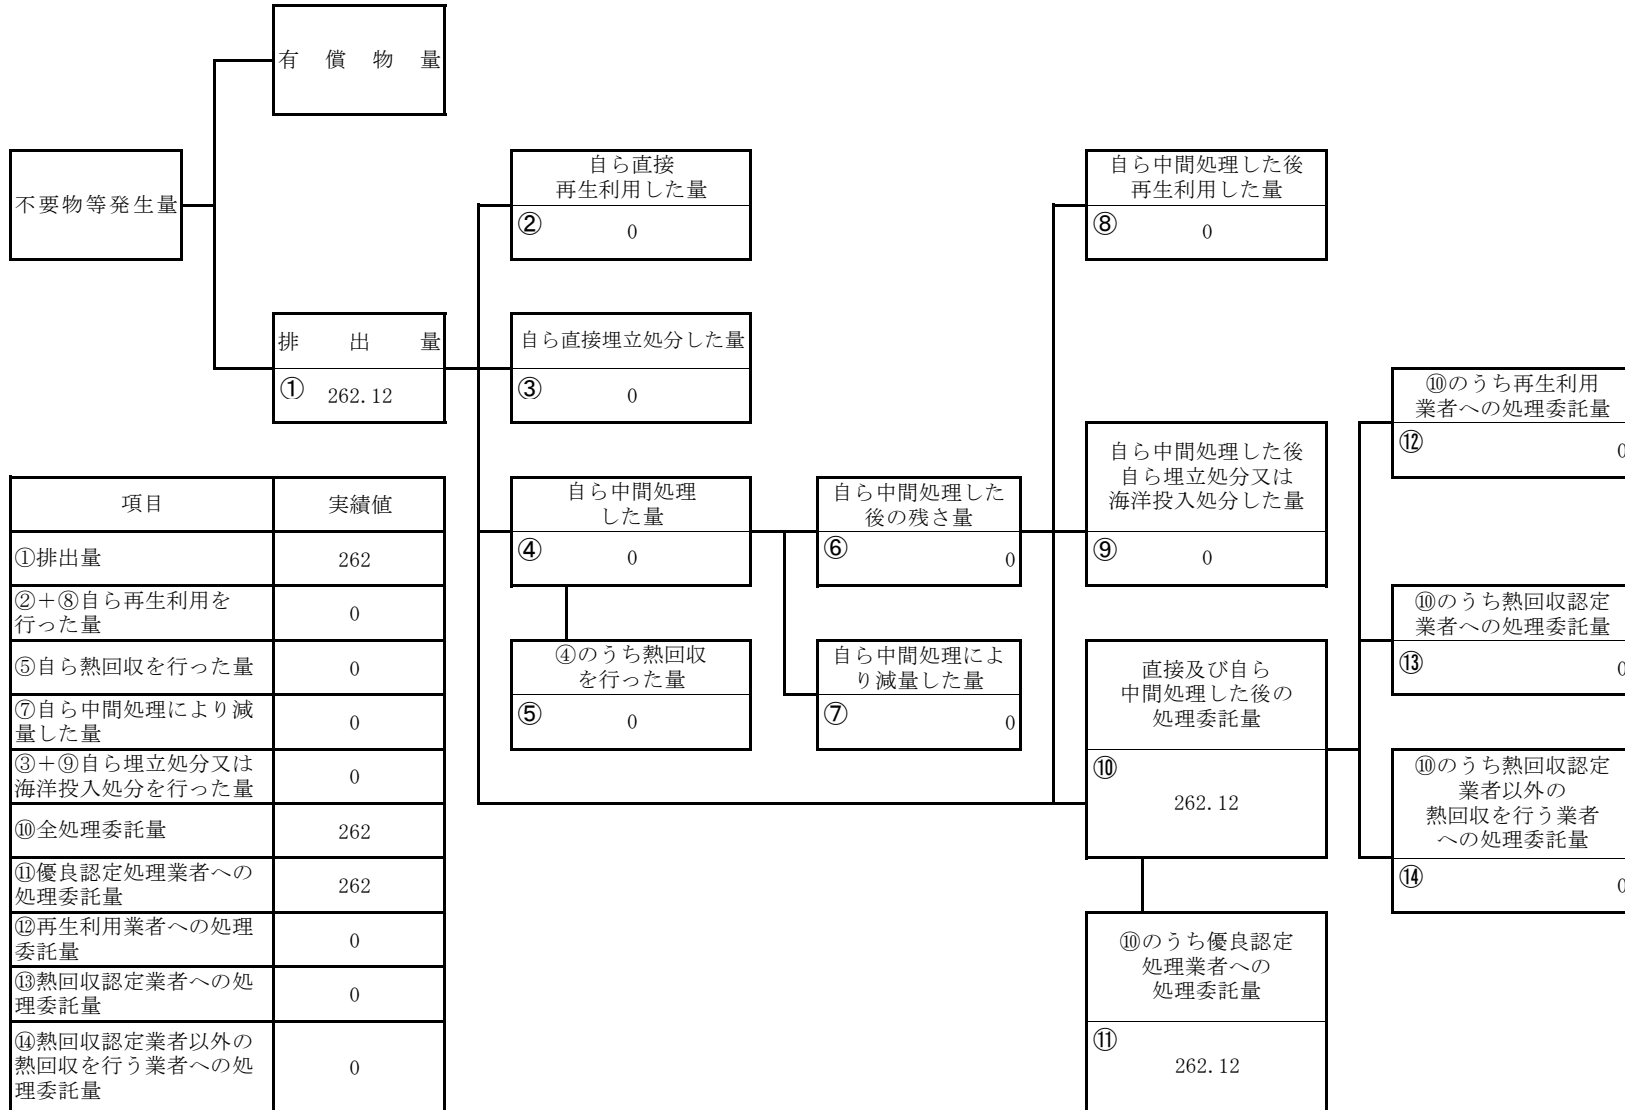 有償物量
不要物等発生量
排出量
① 262.12
自ら直接
再生利用した量
② 0
自ら直接埋立処分した量
③ 0
自ら中間処理
した量
④ 0
④のうち熱回収
を行った量
⑤ 0
自ら中間処理した
後の残さ量
⑥ 0
自ら中間処理によ
り減量した量
⑦ 0
自ら中間処理した後
再生利用した量
⑧ 0
自ら中間処理した後
自ら埋立処分又は
海洋投入処分した量
⑨ 0
直接及び自ら
中間処理した後の
処理委託量
⑩
262.12
⑩のうち優良認定
処理業者への
処理委託量
⑪
262.12
⑩のうち再生利用
業者への処理委託量
⑫ 0
⑩のうち熱回収認定
業者への処理委託量
⑬ 0
⑩のうち熱回収認定
業者以外の
熱回収を行う業者
への処理委託量
⑭ 0
項目 実績値
①排出量 262
②+⑧自ら再生利用を
行った量 0
⑤自ら熱回収を行った量 0
⑦自ら中間処理により減
量した量 0
③+⑨自ら埋立処分又は
海洋投入処分を行った量 0
⑩全処理委託量 262
⑪優良認定処理業者への
処理委託量 262
⑫再生利用業者への処理
委託量 0
⑬熱回収認定業者への処
理委託量 0
⑭熱回収認定業者以外の
熱回収を行う業者への処
理委託量 0